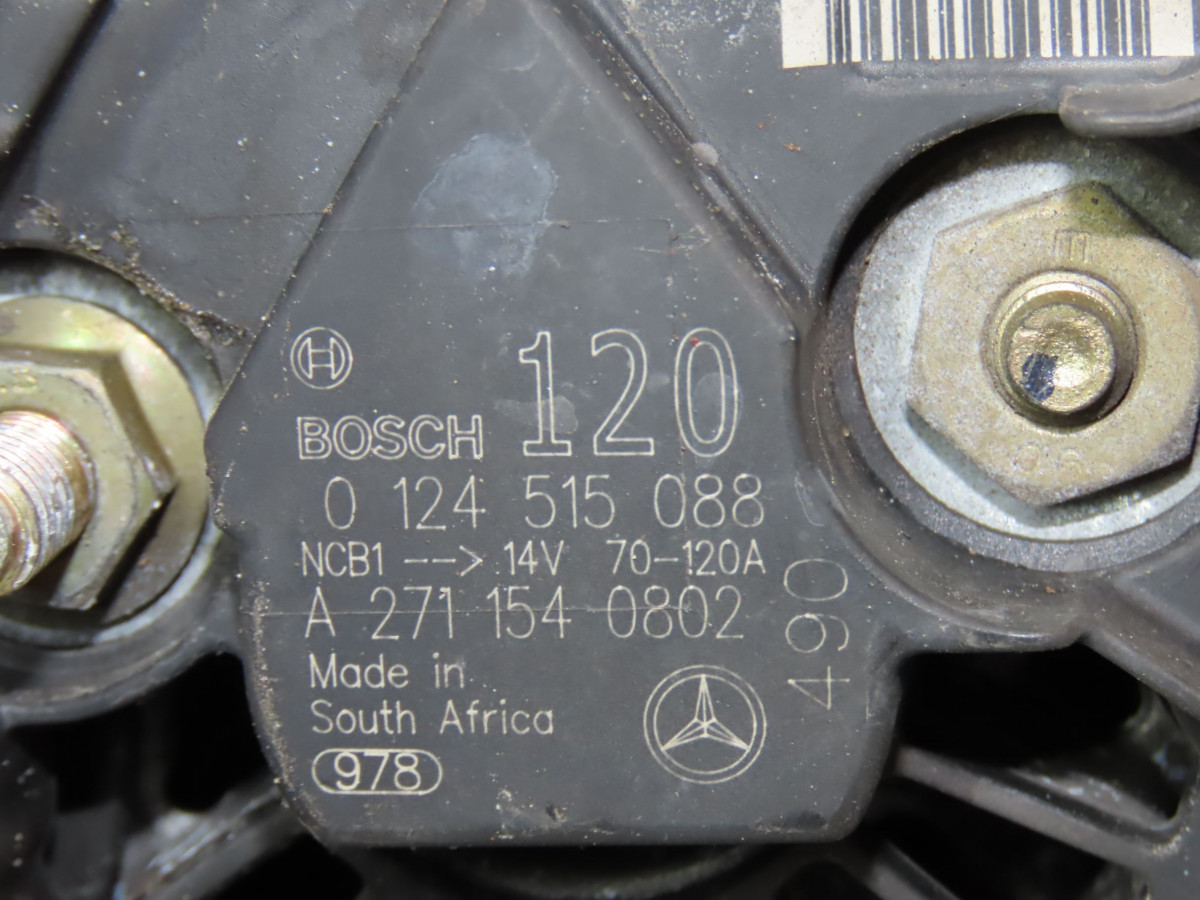 BOSCH 120
0 124 515 088
NCB1 --> 14V 70-120A
A 271 154 0802
490
Made in
South Africa
978